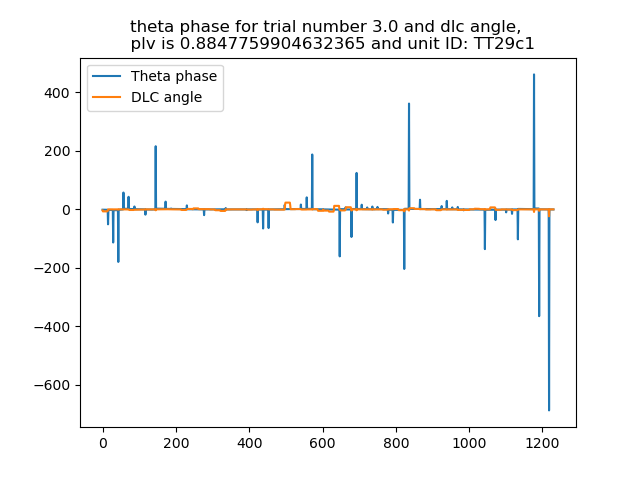 theta phase for trial number 3.0 and dlc angle,
plv is 0.8847759904632365 and unit ID: TT29c1
Theta phase
DLC angle
400
200
0
−200
−400
−600
0 200 400 600 800 1000 1200